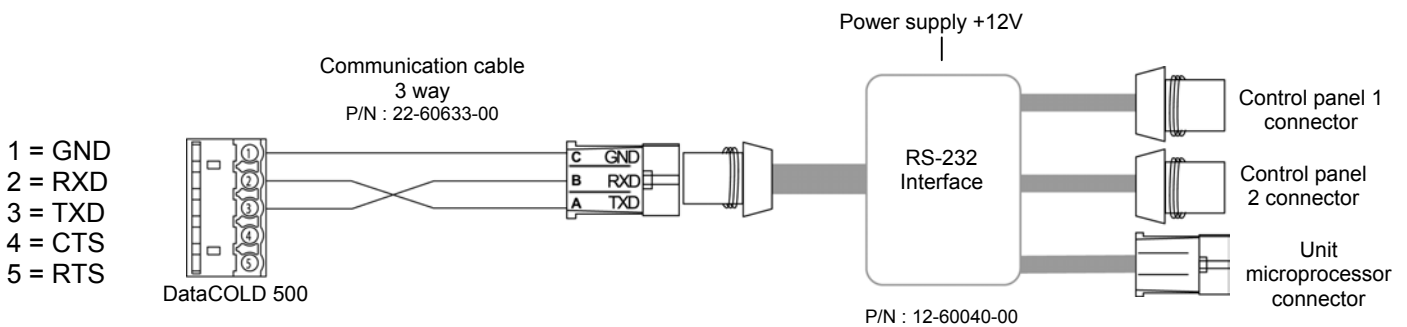 Power supply +12V
Communication cable
3 way
P/N : 22-60633-00
1 = GND
2 = RXD
3 = TXD
4 = CTS
5 = RTS
1
2
3
4
5
DataCOLD 500
C GND
B RXD
A TXD
RS-232
Interface
P/N : 12-60040-00
Control panel 1
connector
Control panel
2 connector
Unit
microprocessor
connector